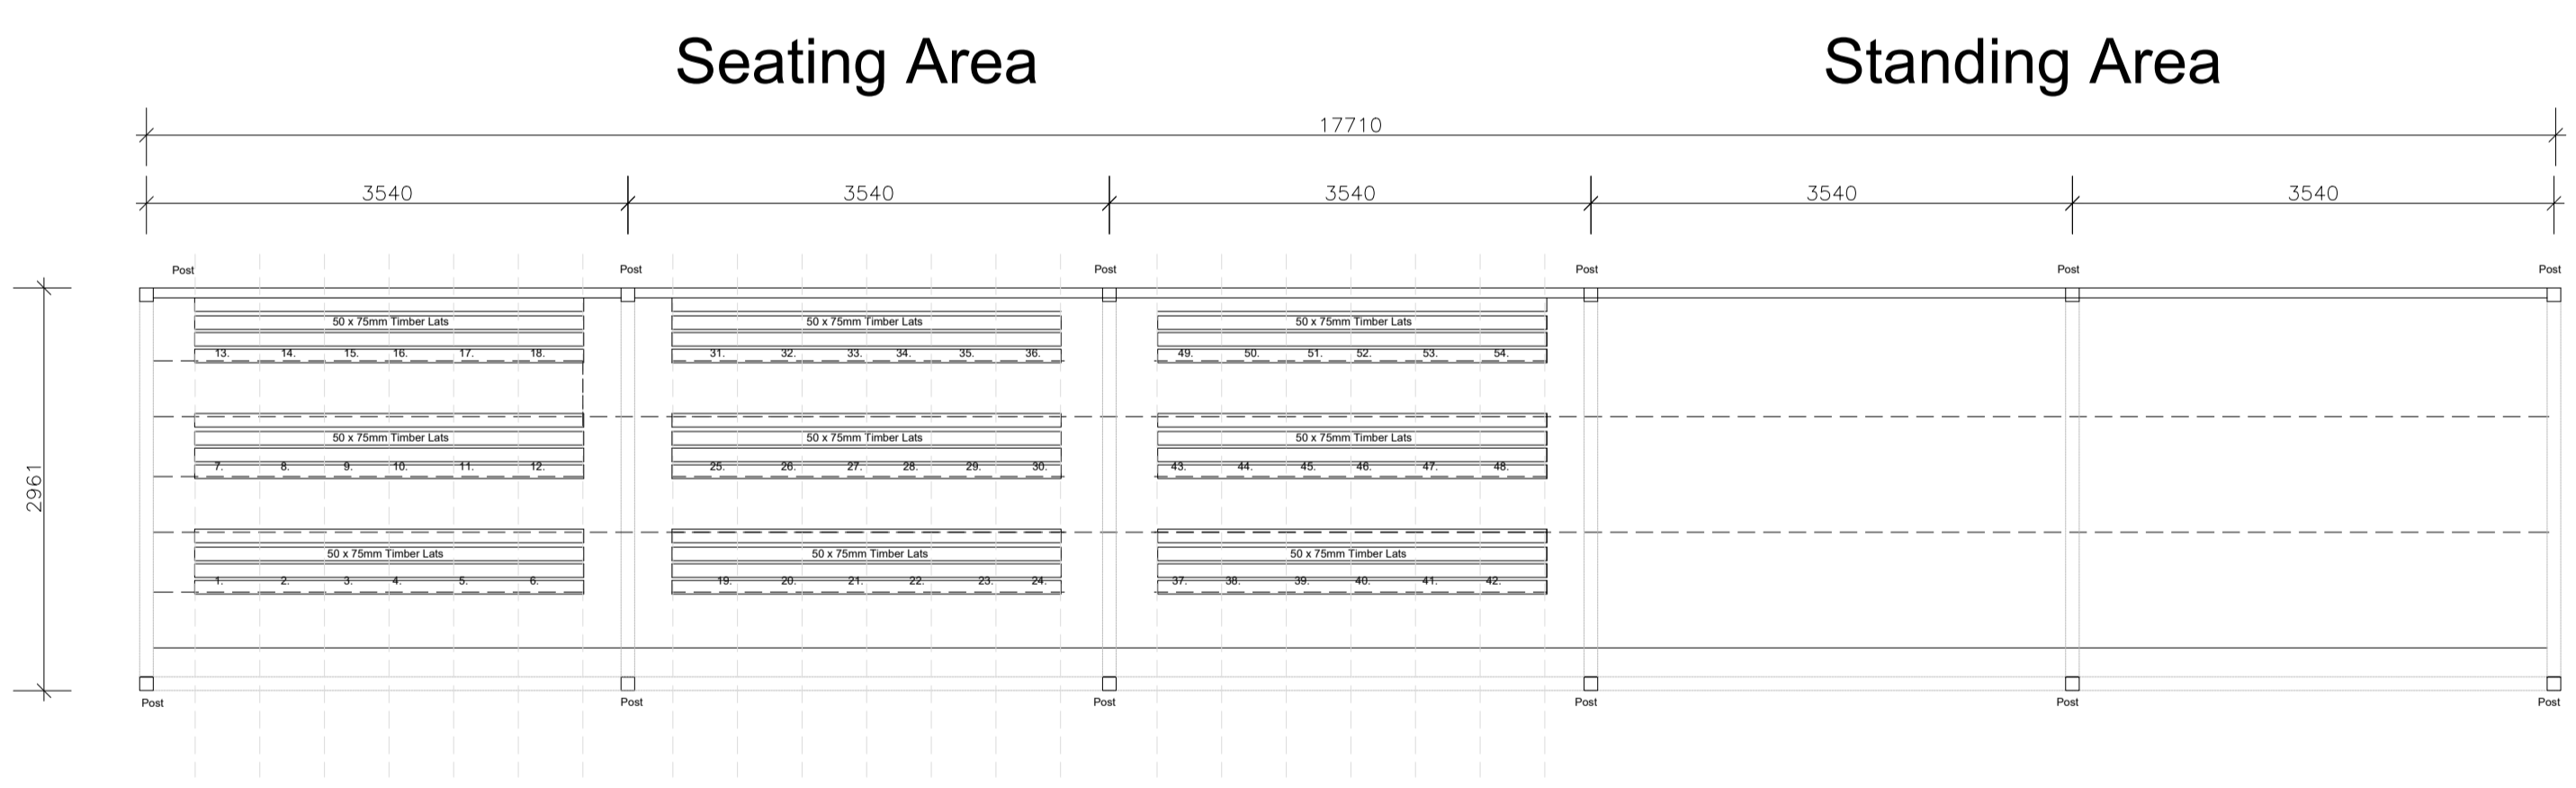 Seating Area
Standing Area
17710
3540 3540 3540 3540 3540
Post Post Post Post Post Post
50 x 75mm Timber Lats 50 x 75mm Timber Lats 50 x 75mm Timber Lats
13. 14. 15. 16. 17. 18. 31. 32. 33. 34. 35. 36. 49. 50. 51. 52. 53. 54.
50 x 75mm Timber Lats 50 x 75mm Timber Lats 50 x 75mm Timber Lats
7. 8. 9. 10. 11. 12. 25. 26. 27. 28. 29. 30. 43. 44. 45. 46. 47. 48.
2961
50 x 75mm Timber Lats 50 x 75mm Timber Lats 50 x 75mm Timber Lats
1. 2. 3. 4. 5. 6. 19. 20. 21. 22. 23. 24. 37. 38. 39. 40. 41. 42.
Post Post Post Post Post Post